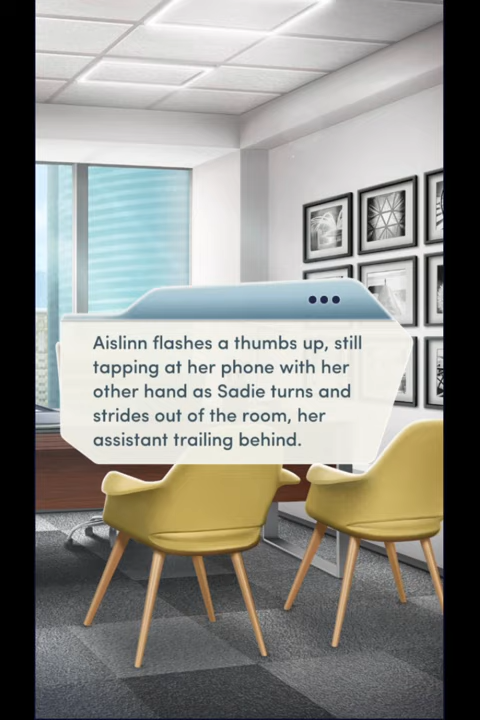 Aislinn flashes a thumbs up, still
tapping at her phone with her
other hand as Sadie turns and
strides out of the room, her
assistant trailing behind.